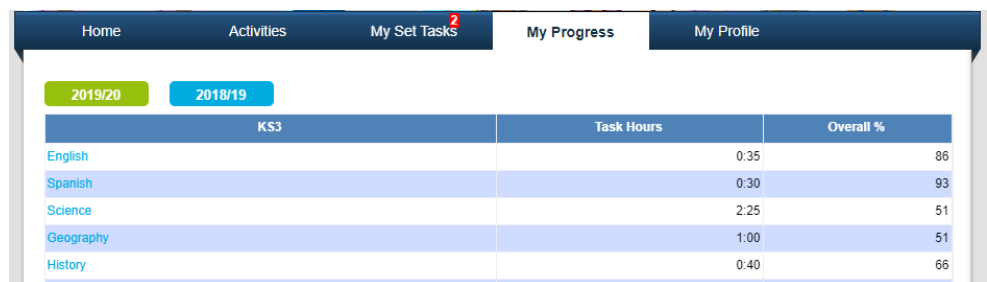 Home Activities My Set Tasks 2 My Progress My Profile
2019/20 2018/19
KS3 Task Hours Overall %
English 0:35 86
Spanish 0:30 93
Science 2:25 51
Geography 1:00 51
History 0:40 66